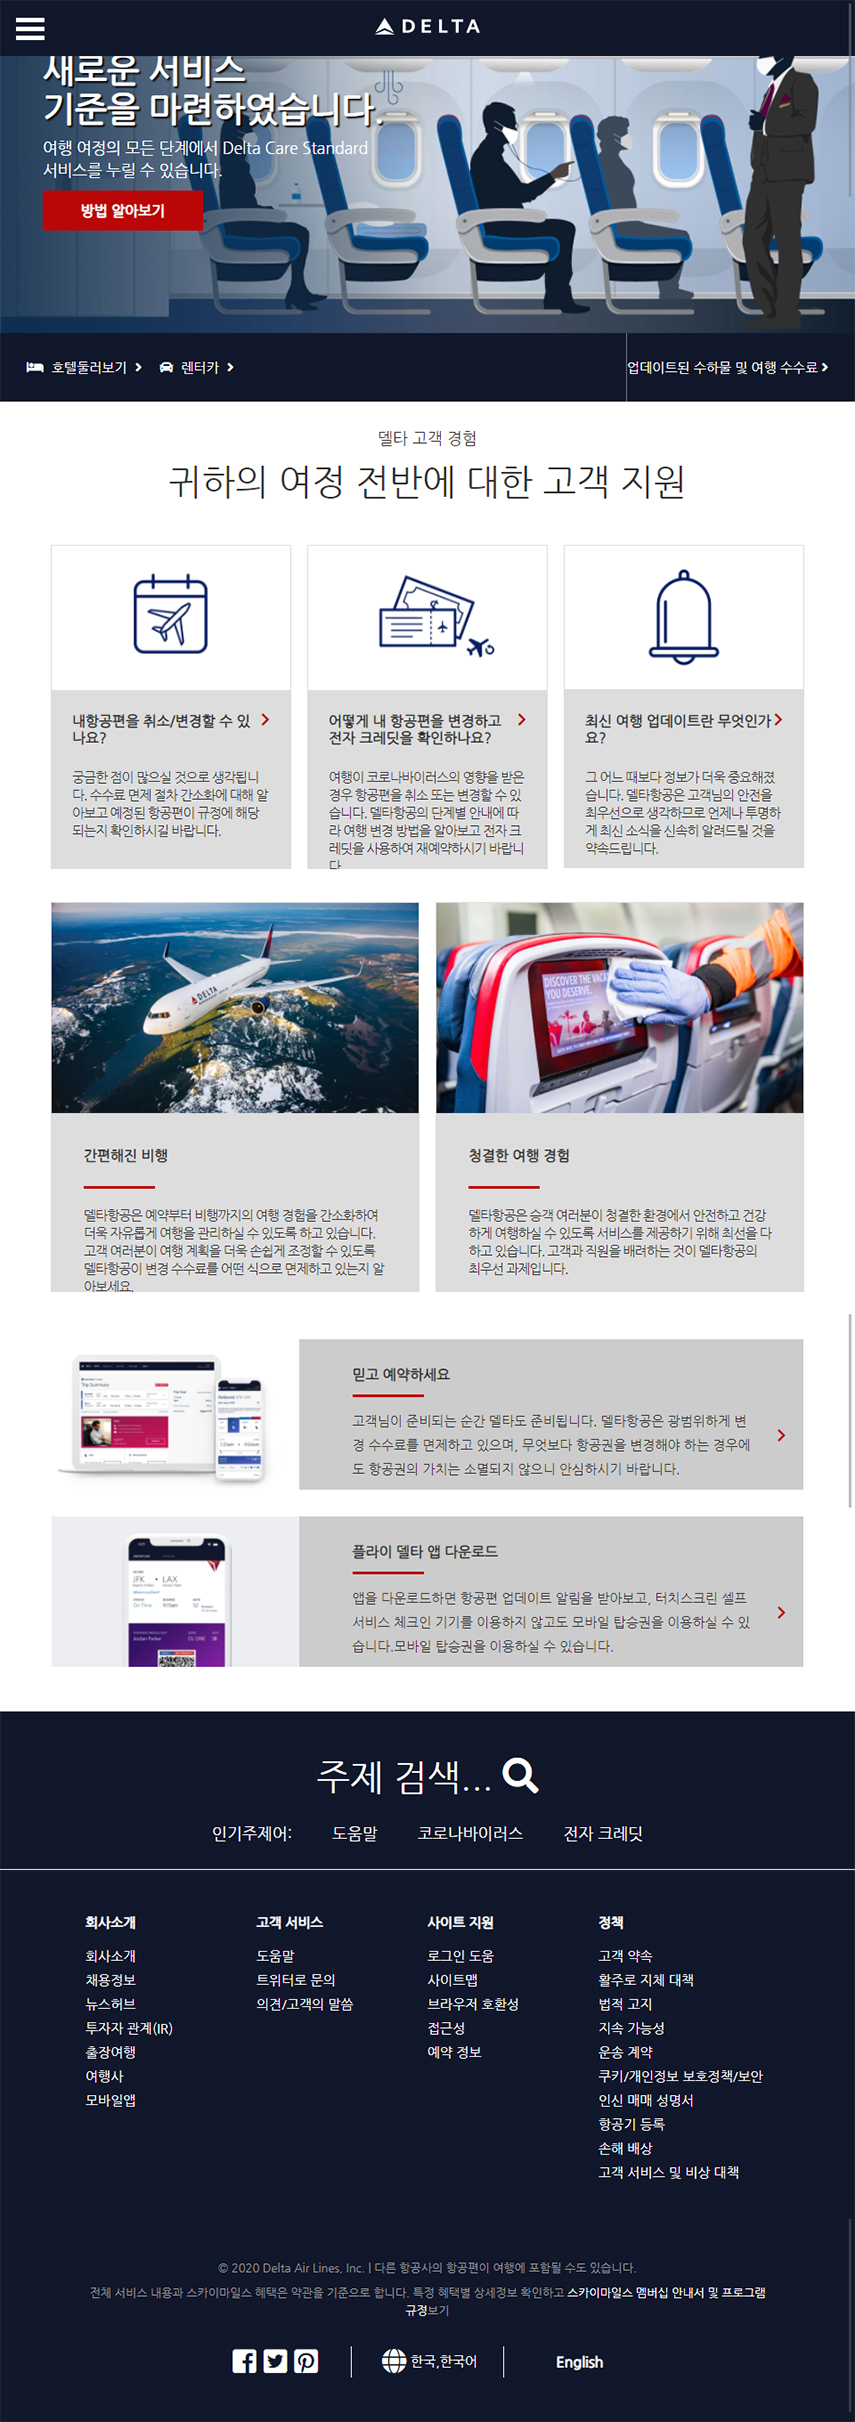 DELTA
새로운 서비스
기준을 마련하였습니다.
여행 여정의 모든 단계에서 Delta Care Standard
서비스를 누릴 수 있습니다.
방법 알아보기
호텔둘러보기
렌터카
업데이트된 수하물 및 여행 수수료
델타 고객 경험
귀하의 여정 전반에 대한 고객 지원
내항공편을 취소/변경할 수 있
나요?
궁금한 점이 많으실 것으로 생각됩니
다. 수수료 면제 절차 간소화에 대해 알
아보고 예정된 항공편이 규정에 해당
되는지 확인하시길 바랍니다.
어떻게 내 항공편을 변경하고
전자 크레딧을 확인하나요?
여행이 코로나바이러스의 영향을 받은
경우 항공편을 취소 또는 변경할 수 있
습니다. 델타항공의 단계별 안내에 따
라 여행 변경 방법을 알아보고 전자 크
레딧을 사용하여 재예약하시기 바랍니
다
최신 여행 업데이트란 무엇인가
요?
그 어느 때보다 정보가 더욱 중요해졌
습니다. 델타항공은 고객님의 안전을
최우선으로 생각하므로 언제나 투명하
게 최신 소식을 신속히 알려드릴 것을
약속드립니다.
DELTA
DISCOVER THE VACA
YOU DESERVE.
간편해진 비행
델타항공은 예약부터 비행까지의 여행 경험을 간소화하여
더욱 자유롭게 여행을 관리하실 수 있도록 하고 있습니다.
고객 여러분이 여행 계획을 더욱 손쉽게 조정할 수 있도록
델타항공이 변경 수수료를 어떤 식으로 면제하고 있는지 알
아보세요.
청결한 여행 경험
델타항공은 승객 여러분이 청결한 환경에서 안전하고 건강
하게 여행하실 수 있도록 서비스를 제공하기 위해 최선을 다
하고 있습니다. 고객과 직원을 배려하는 것이 델타항공의
최우선 과제입니다.
Trip Summary
믿고 예약하세요
고객님이 준비되는 순간 델타도 준비됩니다. 델타항공은 광범위하게 변
경 수수료를 면제하고 있으며, 무엇보다 항공권을 변경해야 하는 경우에
도 항공권의 가치는 소멸되지 않으니 안심하시기 바랍니다.
JFK • LAX
On Time
플라이 델타 앱 다운로드
앱을 다운로드하면 항공편 업데이트 알림을 받아보고, 터치스크린 셀프
서비스 체크인 기기를 이용하지 않고도 모바일 탑승권을 이용하실 수 있
습니다.모바일 탑승권을 이용하실 수 있습니다.
주제 검색...
인기주제어: 도움말 코로나바이러스 전자 크레딧
회사소개
회사소개
채용정보
뉴스허브
투자자 관계(IR)
출장여행
여행사
모바일앱
고객 서비스
도움말
트위터로 문의
의견/고객의 말씀
사이트 지원
로그인 도움
사이트맵
브라우저 호환성
접근성
예약 정보
정책
고객 약속
활주로 지체 대책
법적 고지
지속 가능성
운송 계약
쿠키/개인정보 보호정책/보안
인신 매매 성명서
항공기 등록
손해 배상
고객 서비스 및 비상 대책
© 2020 Delta Air Lines, Inc. | 다른 항공사의 항공편이 여행에 포함될 수도 있습니다.
전체 서비스 내용과 스카이마일스 혜택은 약관을 기준으로 합니다. 특정 혜택별 상세정보 확인하고 스카이마일스 멤버십 안내서 및 프로그램
규정보기
한국,한국어
English